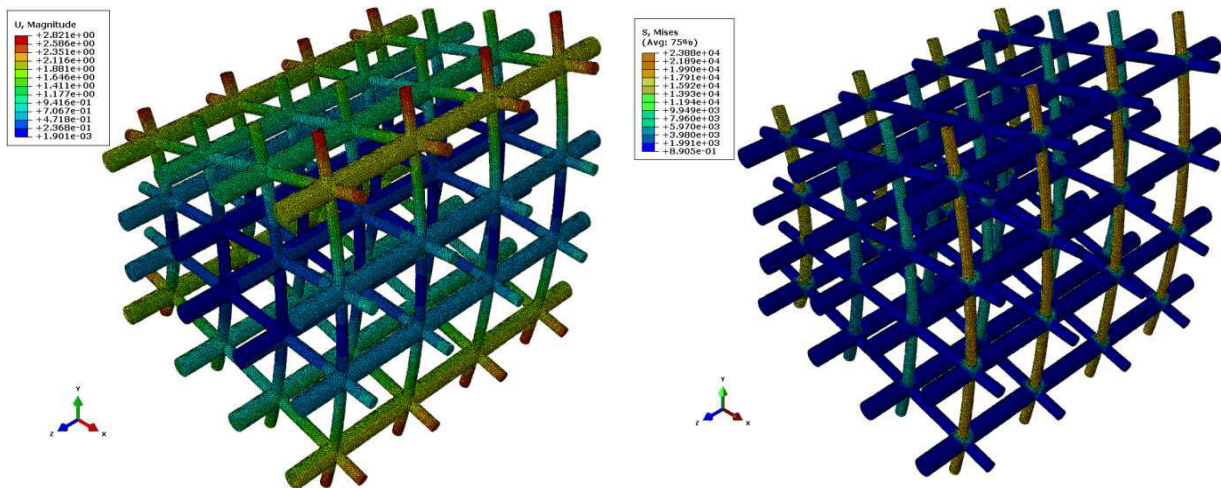 U, Magnitude
+2.821e+00
+2.586e+00
+2.351e+00
+2.116e+00
+1.881e+00
+1.646e+00
+1.411e+00
+1.177e+00
+9.416e-01
+7.067e-01
+4.718e-01
+2.368e-01
+1.901e-03
Y
Z
X
S, Mises
(Avg: 75%)
+2.388e+04
+2.189e+04
+1.990e+04
+1.791e+04
+1.592e+04
+1.393e+04
+1.194e+04
+9.949e+03
+7.960e+03
+5.970e+03
+3.980e+03
+1.991e+03
+8.905e-01
Y
Z
X